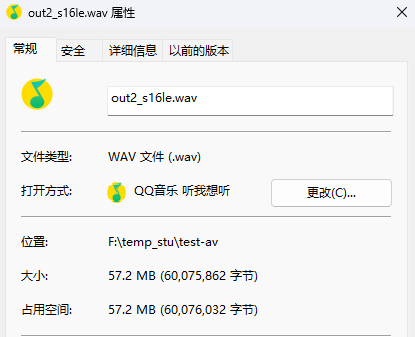 out2_s16le.wav 属性
常规 安全 详细信息 以前的版本
out2_s16le.wav
文件类型: WAV 文件 (.wav)
打开方式: QQ音乐 听我想听 更改(C)...
位置: F:\temp_stu\test-av
大小: 57.2 MB (60,075,862 字节)
占用空间: 57.2 MB (60,076,032 字节)